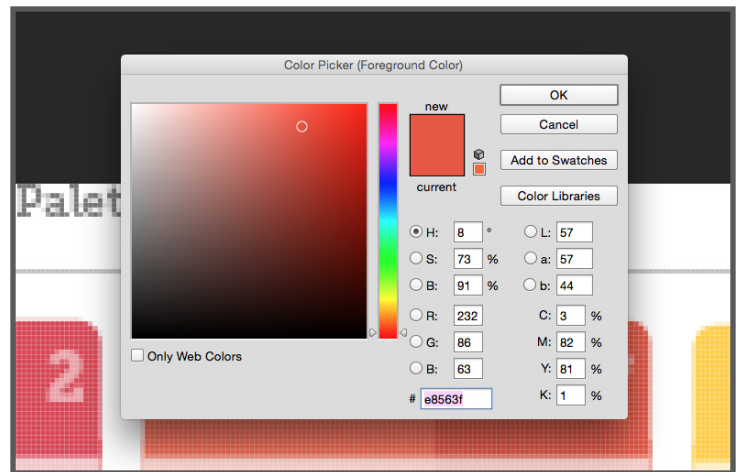 Color Picker (Foreground Color)
new
current
OK
Cancel
Add to Swatches
Color Libraries
H: 8 °
S: 73 %
B: 91 %
R: 232
G: 86
B: 63
# e8563f
L: 57
a: 57
b: 44
C: 3 %
M: 82 %
Y: 81 %
K: 1 %
Only Web Colors
Palet
2